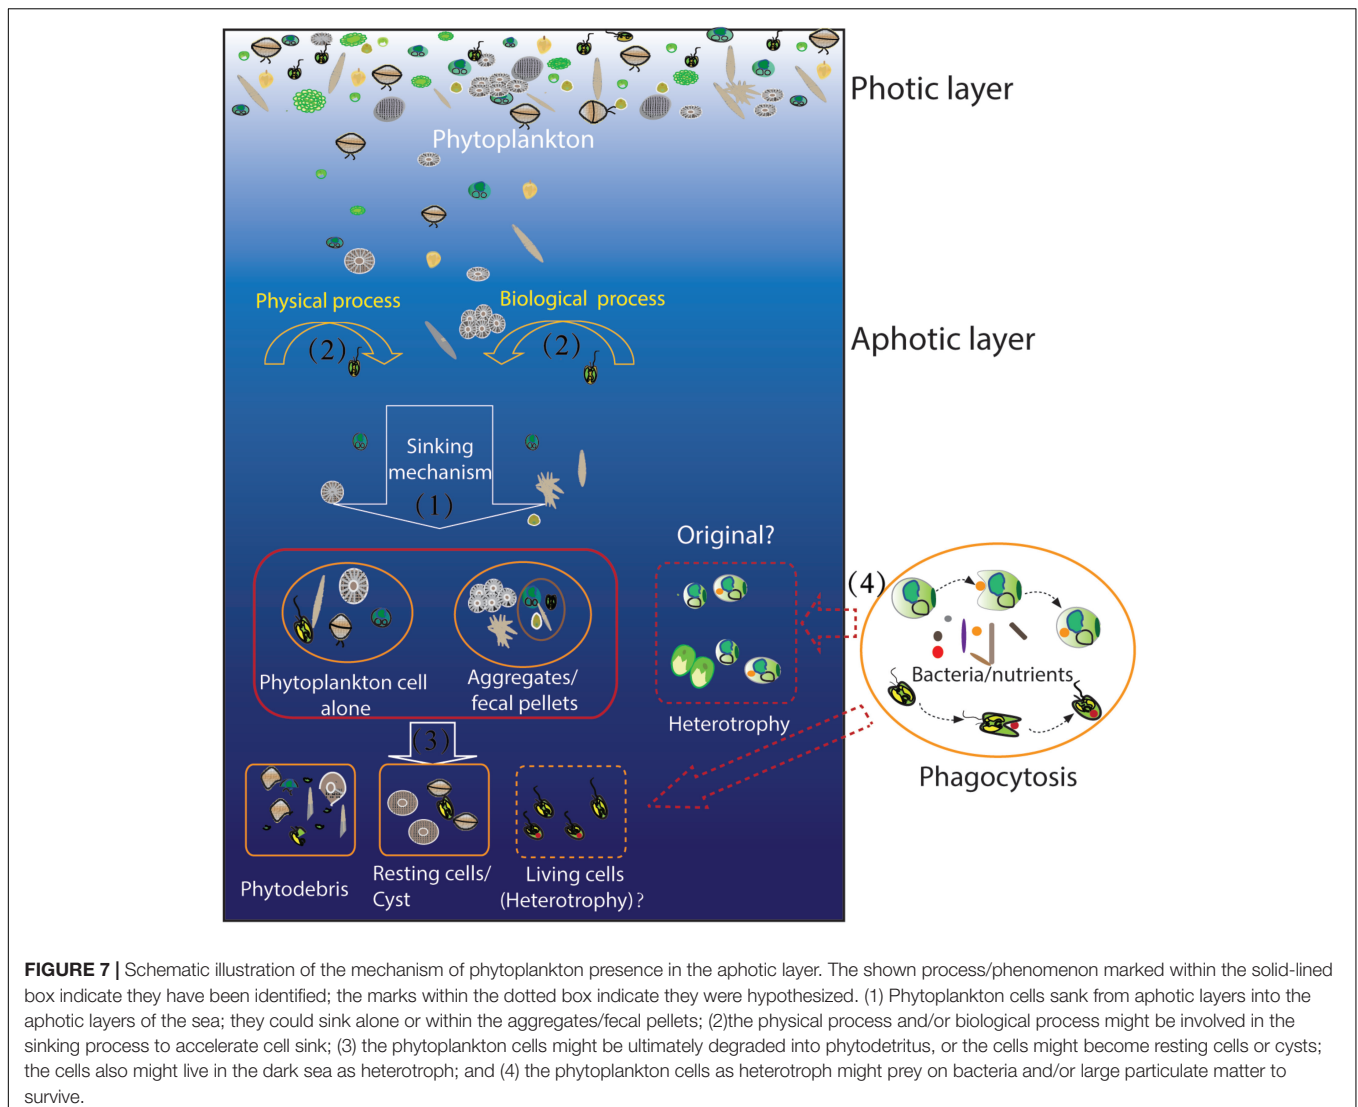 Photic layer
Phytoplankton
Physical process
Biological process
(2)
(2)
Aphotic layer
Sinking
mechanism
(1)
Original?
(4)
Phytoplankton cell
alone
Aggregates/
fecal pellets
Heterotrophy
Bacteria/nutrients
Phagocytosis
(3)
Phytodebris
Resting cells/
Cyst
Living cells
(Heterotrophy)?
FIGURE 7 | Schematic illustration of the mechanism of phytoplankton presence in the aphotic layer. The shown process/phenomenon marked within the solid-lined
box indicate they have been identified; the marks within the dotted box indicate they were hypothesized. (1) Phytoplankton cells sank from aphotic layers into the
aphotic layers of the sea; they could sink alone or within the aggregates/fecal pellets; (2)the physical process and/or biological process might be involved in the
sinking process to accelerate cell sink; (3) the phytoplankton cells might be ultimately degraded into phytodetritus, or the cells might become resting cells or cysts;
the cells also might live in the dark sea as heterotroph; and (4) the phytoplankton cells as heterotroph might prey on bacteria and/or large particulate matter to
survive.